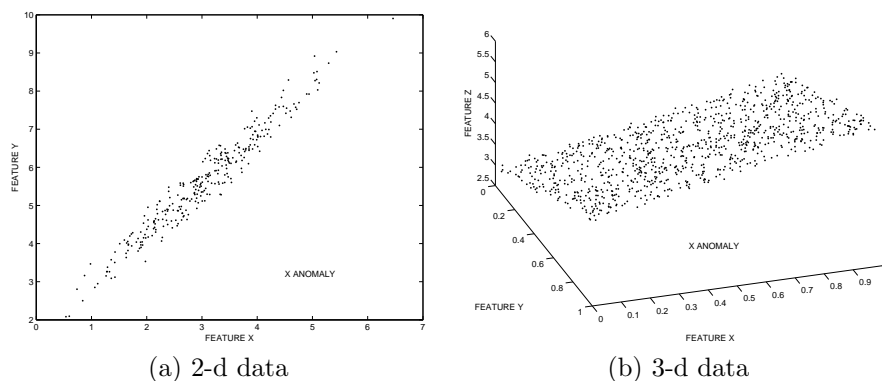 10
9
8
7
6
5
4
3
2
FEATURE Y
X ANOMALY
0 1 2 3 4 5 6 7
FEATURE X
(a) 2-d data
6
5.5
5
4.5
4
3.5
3
2.5
FEATURE Z
0
0.2
0.4
0.6
0.8
1
FEATURE Y
X ANOMALY
0 0.1 0.2 0.3 0.4 0.5 0.6 0.7 0.8 0.9
FEATURE X
(b) 3-d data